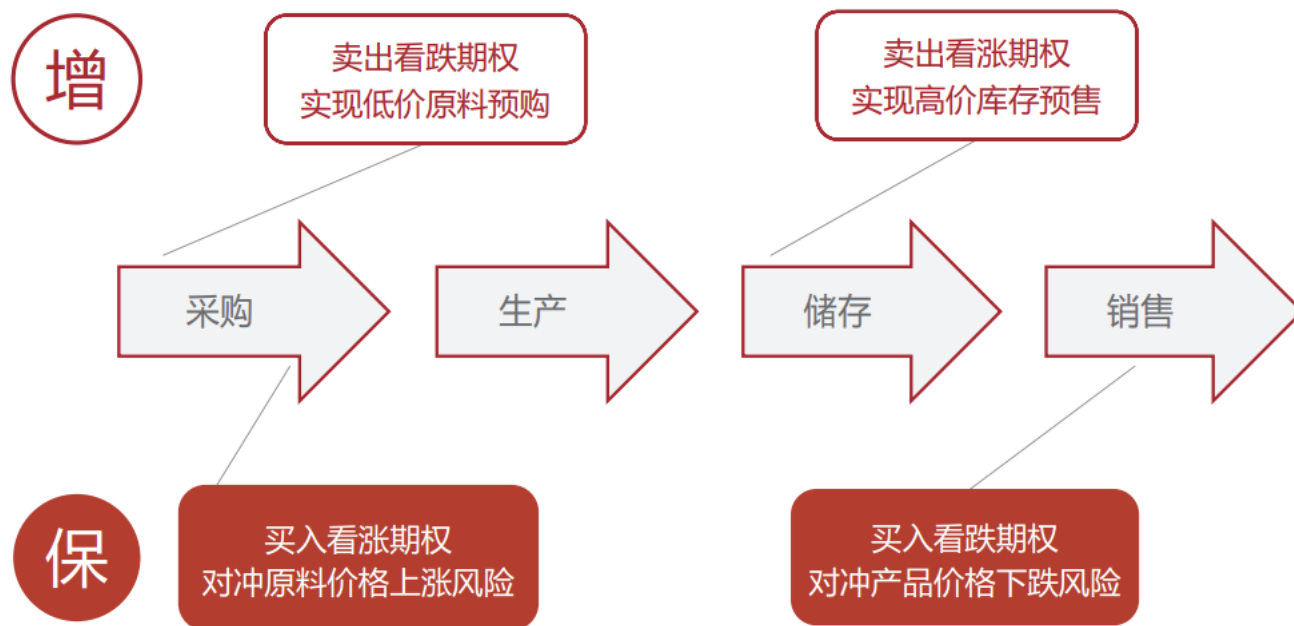 增
卖出看跌期权
实现低价原料预购
卖出看涨期权
实现高价库存预售
采购
生产
储存
销售
保
买入看涨期权
对冲原料价格上涨风险
买入看跌期权
对冲产品价格下跌风险